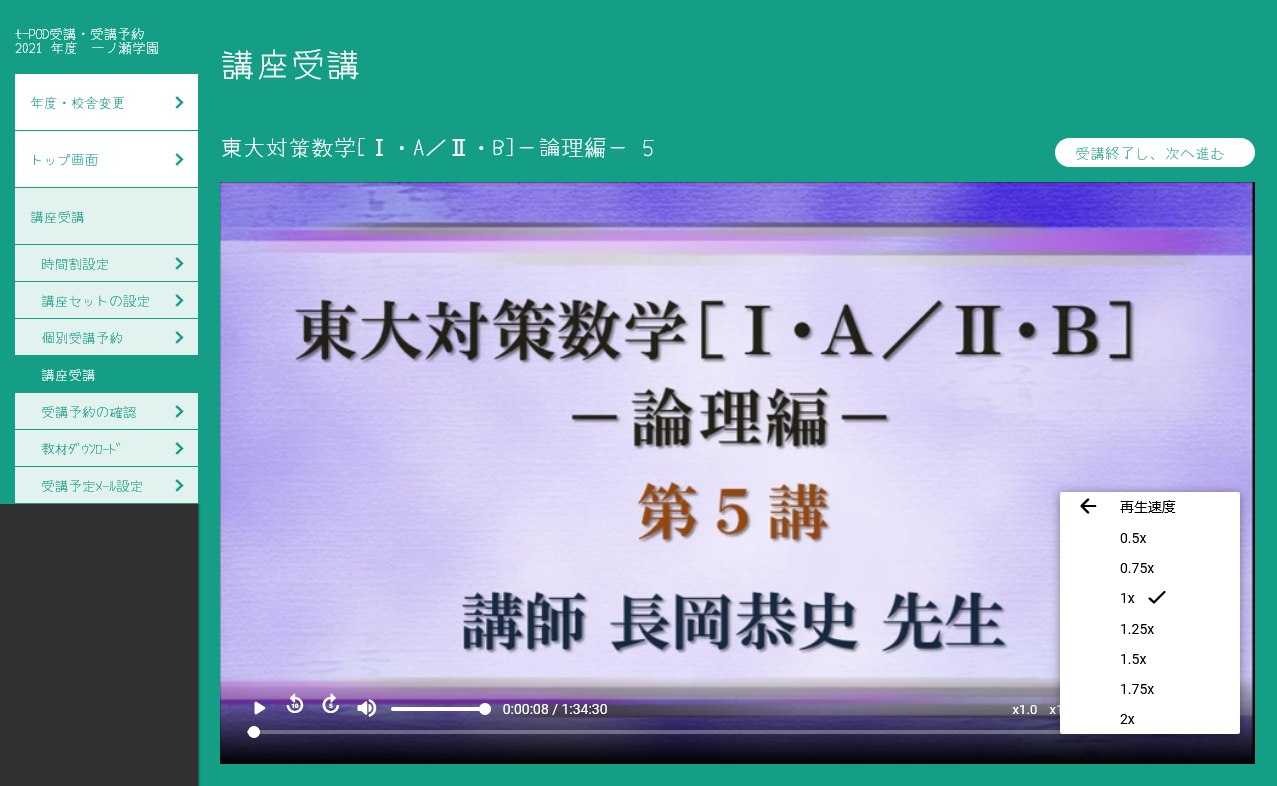 t-POD受講・受講予約
2021 年度　一ノ瀬学園
年度・校舎変更
トップ画面
講座受講
時間割設定
講座セットの設定
個別受講予約
講座受講
受講予約の確認
教材ﾀﾞｳﾝﾛｰﾄﾞ
受講予定ﾒｰﾙ設定
講座受講
東大対策数学[Ⅰ・A／Ⅱ・B]－論理編－ 5
受講終了し、次へ進む
東大対策数学［Ⅰ・A／Ⅱ・B］
－論理編－
第５講
講師 長岡恭史 先生
再生速度
0.5x
0.75x
1x
1.25x
1.5x
1.75x
2x
10
5
0:00:08 / 1:34:30
x1.0